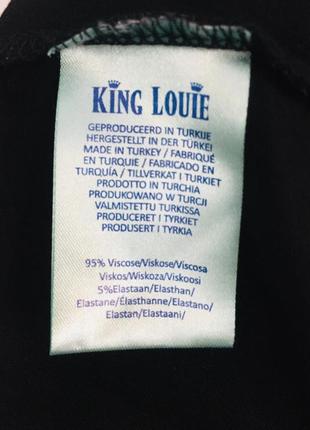 KING LOUIE
GEPRODUCEERD IN TURKIJE
HERGESTELLT IN DER TÜRKEI
MADE IN TURKEY / FABRIQUÉ
EN TURQUIE / FABRICADO EN
TURQUÍA / TILLVERKAT I TURKIET
PRODOTTO IN TURCHIA
PRODUKOWANO W TURCJI
VALMISTETTU TURKISSA
PRODUCERET I TYRKIET
PRODUSERT I TYRKIA
95% Viscose/Viskose/Viscosa
Viskos/Wiskoza/Viskoosi
5%Elastaan/Elasthan/
Elastane/Élasthanne/Elastano/
Elastan/Elastaani/